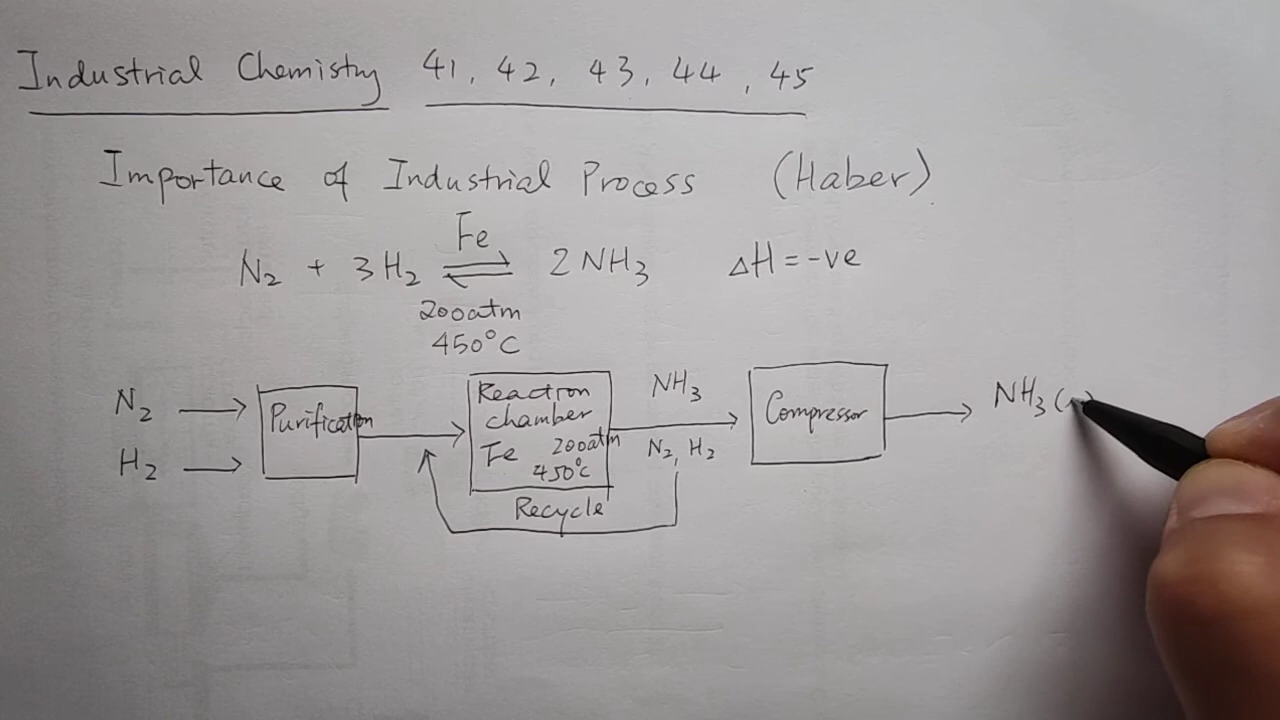 Industrial Chemistry 41, 42, 43, 44, 45
Importance of Industrial Process (Haber)
Fe
N₂ + 3H₂ ⇌ 2NH₃ ΔH = -ve
200atm
450°C
N₂
H₂
Purification
Reaction
chamber
Fe 200atm
450°C
Recycle
NH₃
N₂, H₂
Compressor
NH₃ (